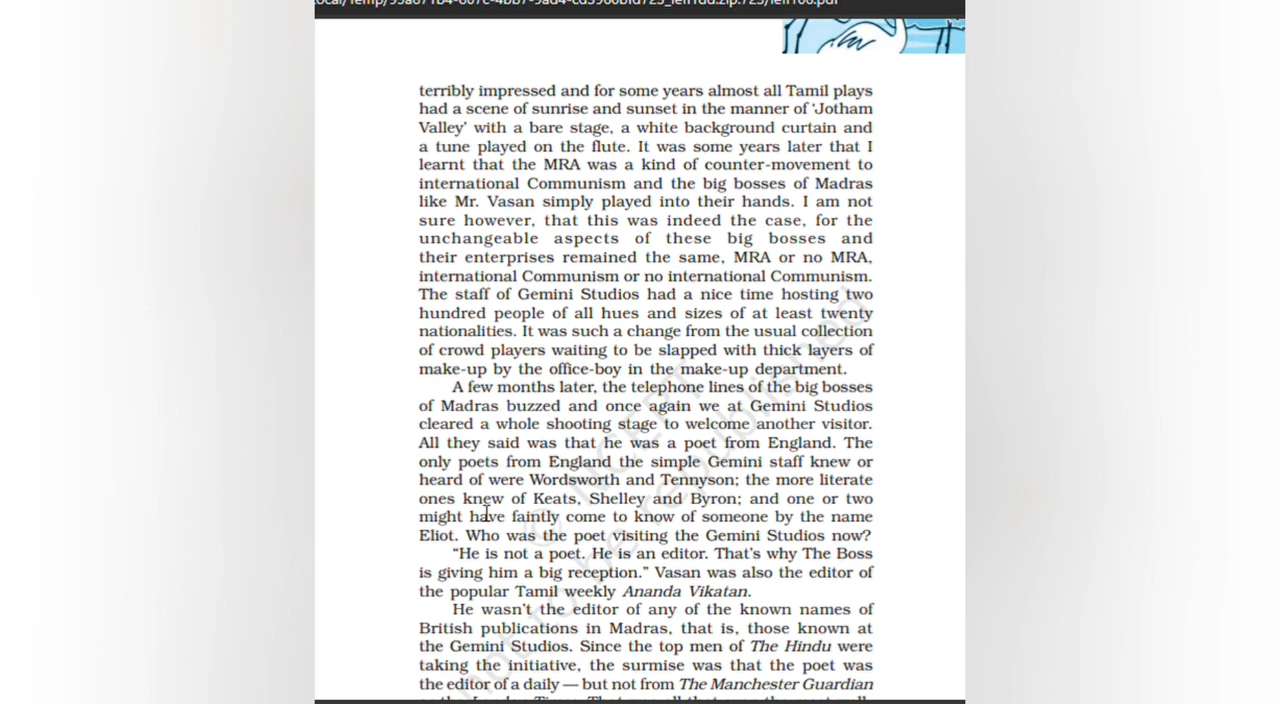 terribly impressed and for some years almost all Tamil plays
had a scene of sunrise and sunset in the manner of ‘Jotham
Valley’ with a bare stage, a white background curtain and
a tune played on the flute. It was some years later that I
learnt that the MRA was a kind of counter-movement to
international Communism and the big bosses of Madras
like Mr. Vasan simply played into their hands. I am not
sure however, that this was indeed the case, for the
unchangeable aspects of these big bosses and
their enterprises remained the same, MRA or no MRA,
international Communism or no international Communism.
The staff of Gemini Studios had a nice time hosting two
hundred people of all hues and sizes of at least twenty
nationalities. It was such a change from the usual collection
of crowd players waiting to be slapped with thick layers of
make-up by the office-boy in the make-up department.
A few months later, the telephone lines of the big bosses
of Madras buzzed and once again we at Gemini Studios
cleared a whole shooting stage to welcome another visitor.
All they said was that he was a poet from England. The
only poets from England the simple Gemini staff knew or
heard of were Wordsworth and Tennyson; the more literate
ones knew of Keats, Shelley and Byron; and one or two
might have faintly come to know of someone by the name
Eliot. Who was the poet visiting the Gemini Studios now?
“He is not a poet. He is an editor. That’s why The Boss
is giving him a big reception.” Vasan was also the editor of
the popular Tamil weekly Ananda Vikatan.
He wasn’t the editor of any of the known names of
British publications in Madras, that is, those known at
the Gemini Studios. Since the top men of The Hindu were
taking the initiative, the surmise was that the poet was
the editor of a daily — but not from The Manchester Guardian
© NCERT
not to be republished